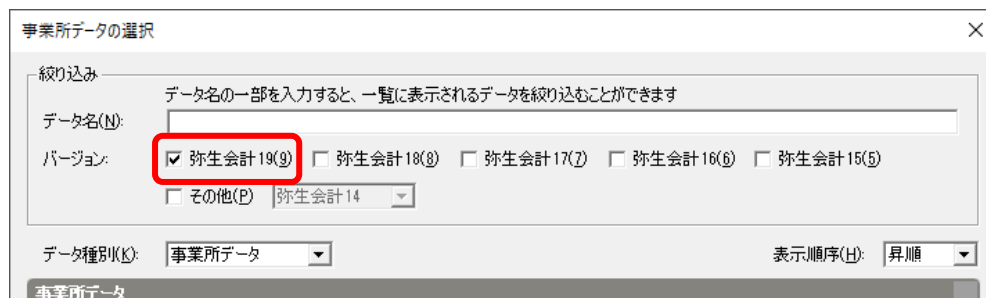 事業所データの選択
絞り込み
データ名の一部を入力すると、一覧に表示されるデータを絞り込むことができます
データ名(N):
バージョン: 弥生会計19(9) 弥生会計18(8) 弥生会計17(7) 弥生会計16(6) 弥生会計15(5)
その他(P) 弥生会計14
データ種別(K): 事業所データ 表示順序(H): 昇順
事業所データ